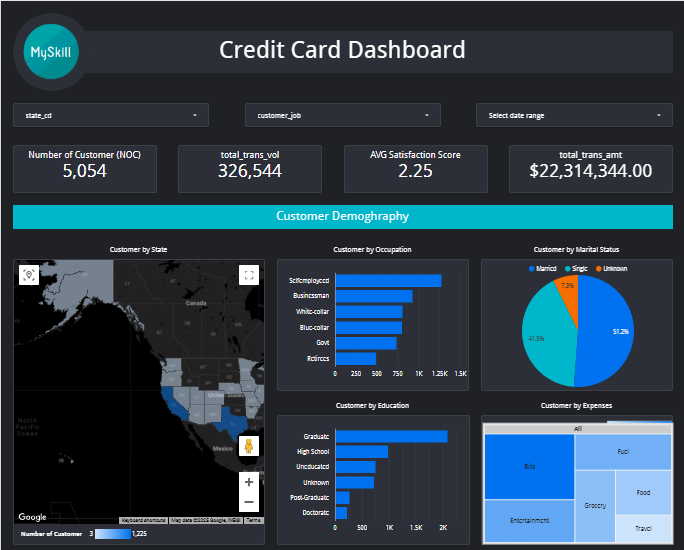 MySkill
Credit Card Dashboard
state_cd
customer_job
Select date range
Number of Customer (NOC)
5,054
total_trans_vol
326,544
AVG Satisfaction Score
2.25
total_trans_amt
$22,314,344.00
Customer Demoghraphy
Customer by State
Canada
United States
Mexico
North
Pacific
Ocean
Google
Keyboard shortcuts
Map data ©2025 Google, INEGI
Terms
Number of Customer
3
1,225
Customer by Occupation
Selfemployeed
Businessman
White-collar
Blue-collar
Govt
Retirees
0 250 500 750 1K 1.25K 1.5K
Customer by Marital Status
Married Single Unknown
7.3%
41.5%
51.2%
Customer by Education
Graduate
High School
Uneducated
Unknown
Post-Graduate
Doctorate
0 500 1K 1.5K 2K
Customer by Expenses
All
Bills
Fuel
Grocery
Food
Entertainment
Travel